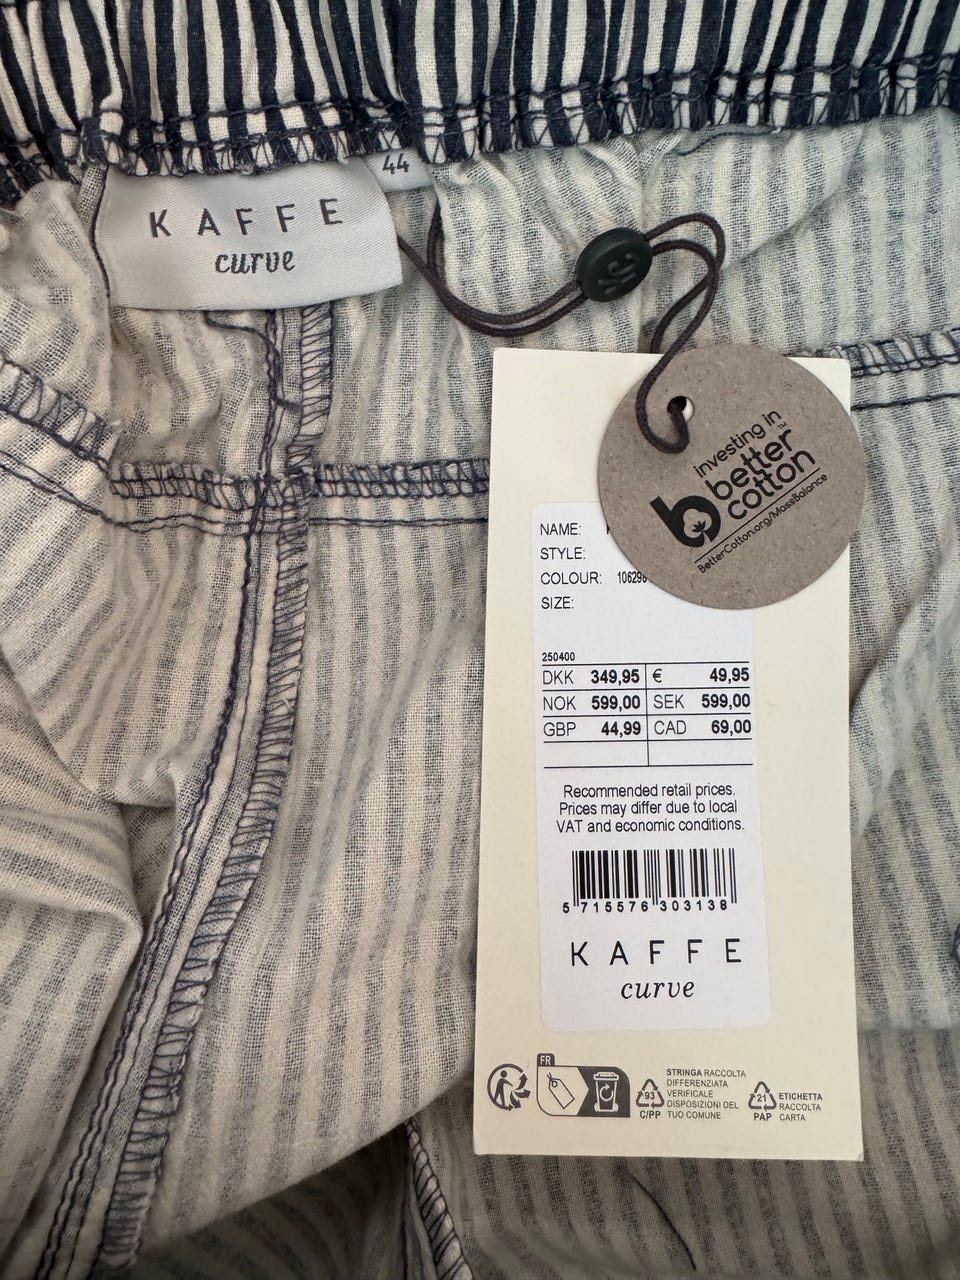 44
KAFFE
curve
investing in
better
cotton™
BetterCotton.org/MassBalance
NAME:
STYLE:
COLOUR: 106296
SIZE:
250400
DKK 349,95 € 49,95
NOK 599,00 SEK 599,00
GBP 44,99 CAD 69,00
Recommended retail prices.
Prices may differ due to local
VAT and economic conditions.
5 715576 303138
KAFFE
curve
FR
93
C/PP
STRINGA RACCOLTA
DIFFERENZIATA
VERIFICALE
DISPOSIZIONI DEL
TUO COMUNE
21
PAP
ETICHETTA
RACCOLTA
CARTA